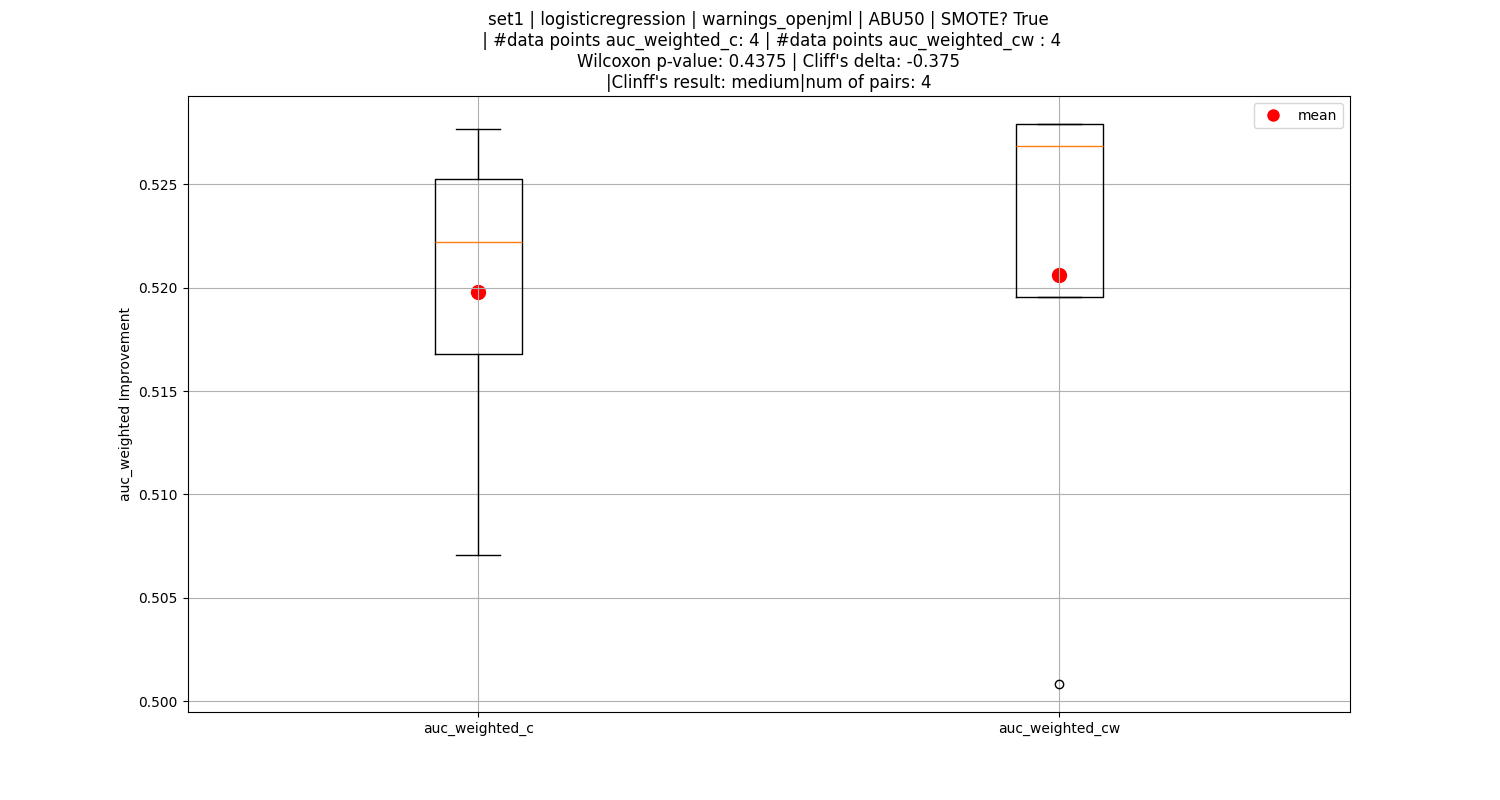 set1 | logisticregression | warnings_openjml | ABU50 | SMOTE? True
| #data points auc_weighted_c: 4 | #data points auc_weighted_cw : 4
Wilcoxon p-value: 0.4375 | Cliff's delta: -0.375
|Clinff's result: medium|num of pairs: 4
mean
auc_weighted Improvement
0.525
0.520
0.515
0.510
0.505
0.500
auc_weighted_c
auc_weighted_cw